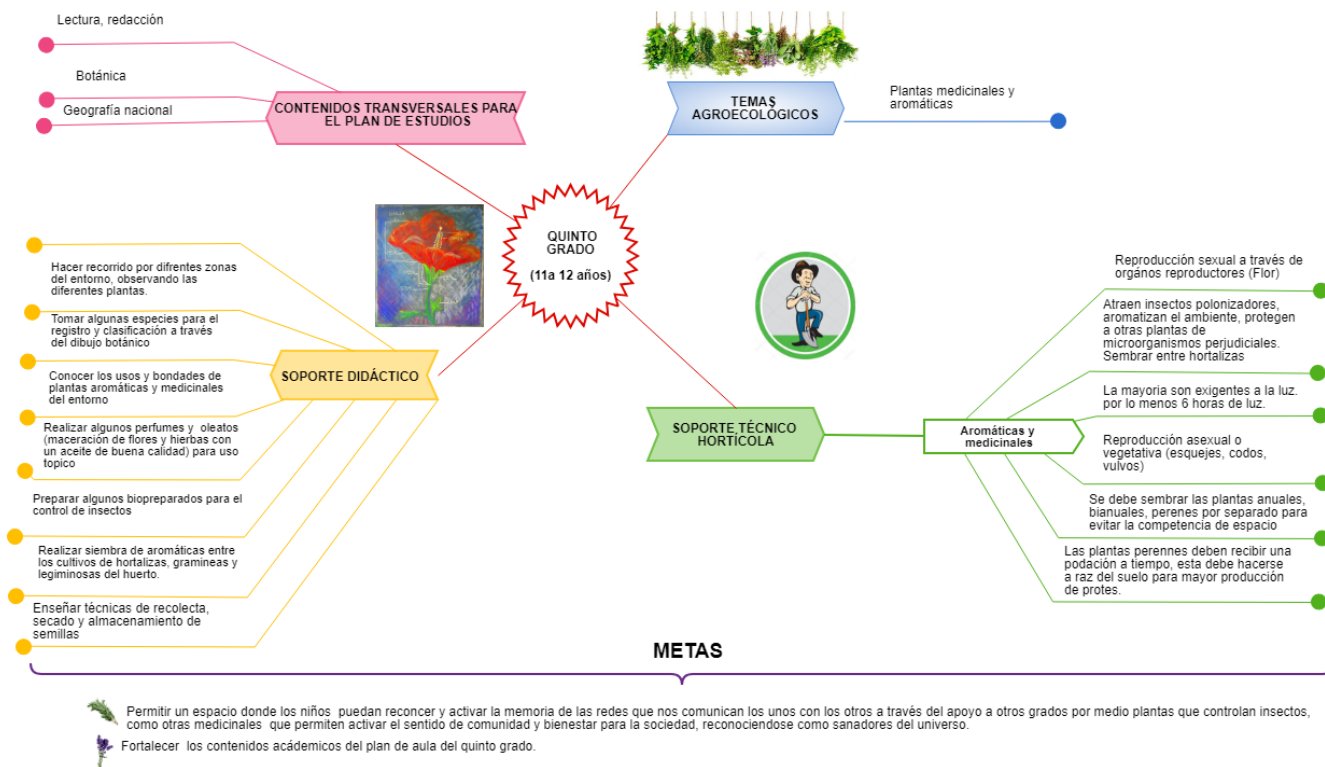 Lectura, redacción
Botánica
Geografía nacional
CONTENIDOS TRANSVERSALES PARA
EL PLAN DE ESTUDIOS
TEMAS
AGROECOLÓGICOS
Plantas medicinales y
aromáticas
QUINTO
GRADO
(11a 12 años)
Hacer recorrido por difrentes zonas
del entorno, observando las
diferentes plantas.
Tomar algunas especies para el
registro y clasificación a través
del dibujo botánico
Conocer los usos y bondades de
plantas aromáticas y medicinales
del entorno
Realizar algunos perfumes y oleatos
(maceración de flores y hierbas con
un aceite de buena calidad) para uso
topico
Preparar algunos biopreparados para el
control de insectos
Realizar siembra de aromáticas entre
los cultivos de hortalizas, gramineas y
legiminosas del huerto.
Enseñar técnicas de recolecta,
secado y almacenamiento de
semillas
SOPORTE DIDÁCTICO
SOPORTE TÉCNICO
HORTÍCOLA
Aromáticas y
medicinales
Reproducción sexual a través de
orgános reproductores (Flor)
Atraen insectos polonizadores,
aromatizan el ambiente, protegen
a otras plantas de
microorganismos perjudiciales.
Sembrar entre hortalizas
La mayoria son exigentes a la luz.
por lo menos 6 horas de luz.
Reproducción asexual o
vegetativa (esquejes, codos,
vulvos)
Se debe sembrar las plantas anuales,
bianuales, perenes por separado para
evitar la competencia de espacio
Las plantas perennes deben recibir una
podación a tiempo, esta debe hacerse
a raz del suelo para mayor producción
de protes.
METAS
Permitir un espacio donde los niños puedan reconcer y activar la memoria de las redes que nos comunican los unos con los otros a través del apoyo a otros grados por medio plantas que controlan insectos,
como otras medicinales que permiten activar el sentido de comunidad y bienestar para la sociedad, reconociendose como sanadores del universo.
Fortalecer los contenidos acádemicos del plan de aula del quinto grado.